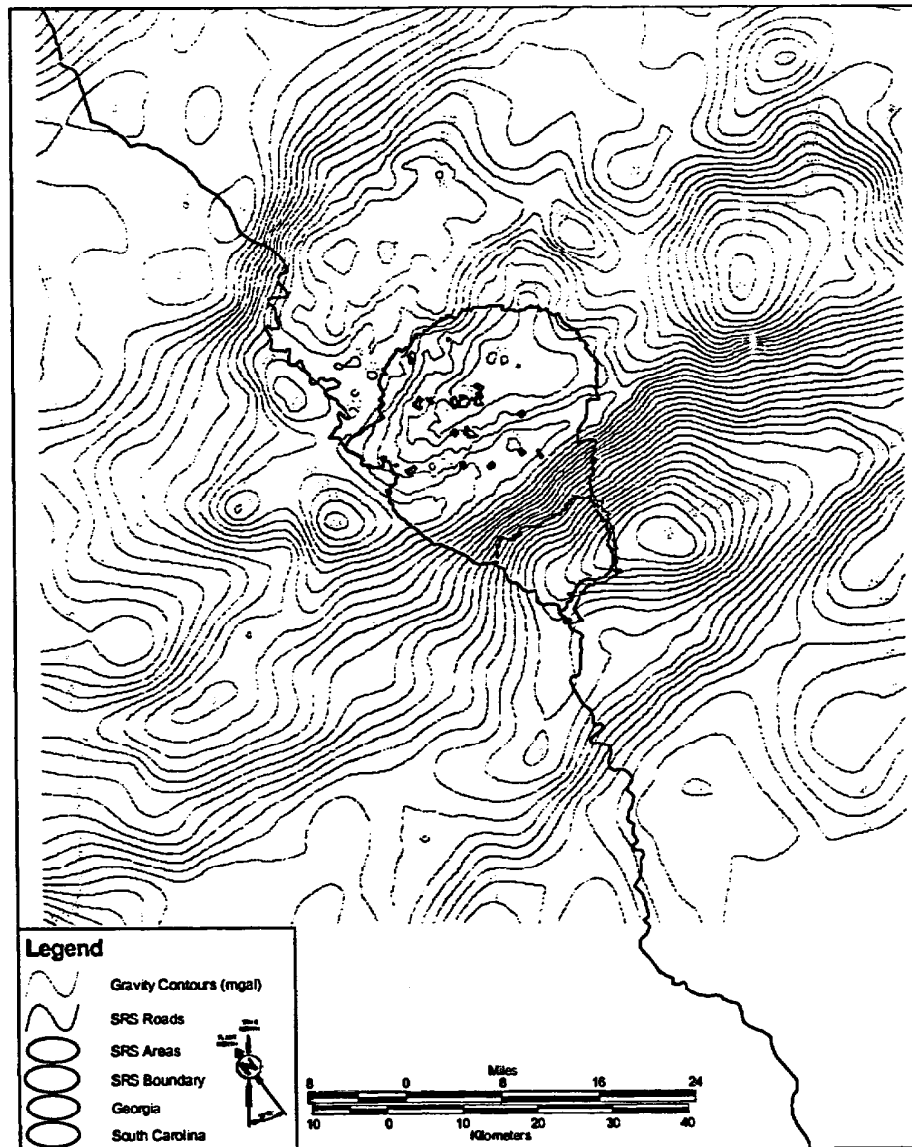 Legend
Gravity Contours (mgal)
SRS Roads
SRS Areas
SRS Boundary
Georgia
South Carolina
Miles
8 0 8 16 24
10 0 10 20 30 40
Kilometers